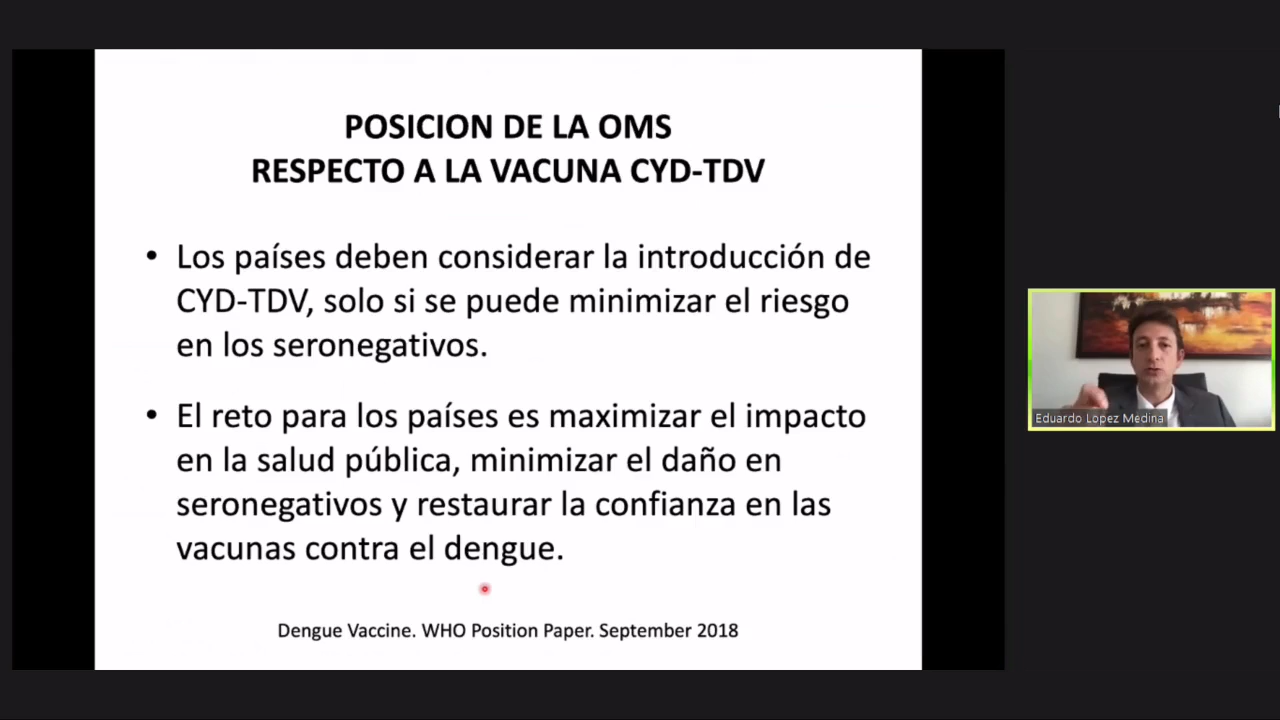 POSICION DE LA OMS
RESPECTO A LA VACUNA CYD-TDV
• Los países deben considerar la introducción de
CYD-TDV, solo si se puede minimizar el riesgo
en los seronegativos.
• El reto para los países es maximizar el impacto
en la salud pública, minimizar el daño en
seronegativos y restaurar la confianza en las
vacunas contra el dengue.
Dengue Vaccine. WHO Position Paper. September 2018
Eduardo Lopez Medina